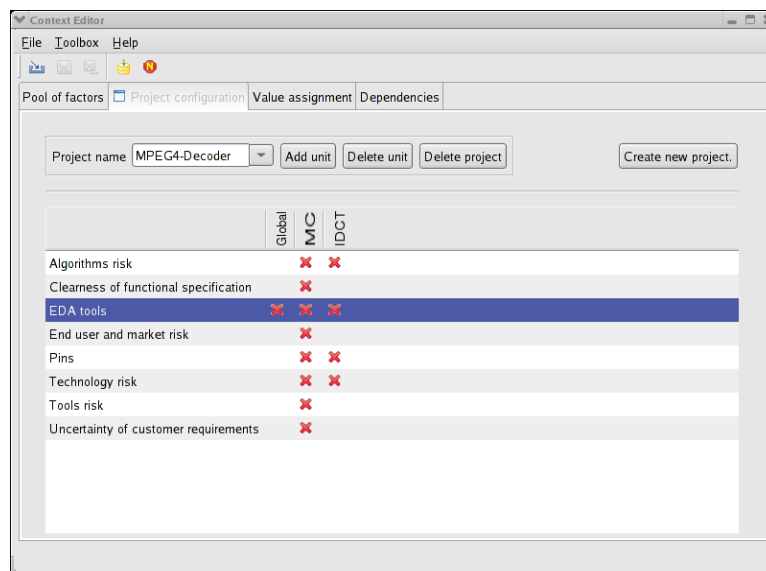 Context Editor
File Toolbox Help
N
Pool of factors Project configuration Value assignment Dependencies
Project name MPEG4-Decoder Add unit Delete unit Delete project Create new project.
Global MC IDCT
Algorithms risk
Clearness of functional specification
EDA tools
End user and market risk
Pins
Technology risk
Tools risk
Uncertainty of customer requirements